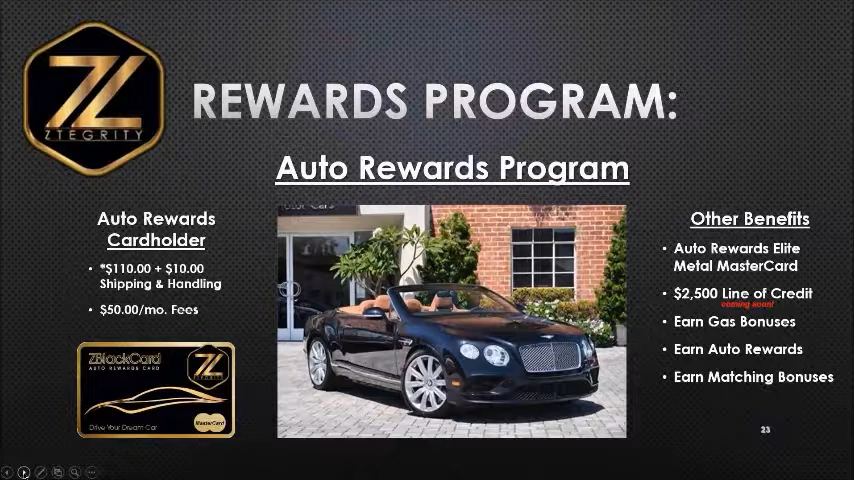 ZTEGRITY
REWARDS PROGRAM:
Auto Rewards Program
Auto Rewards
Cardholder
• *$110.00 + $10.00
Shipping & Handling
• $50.00/mo. Fees
ZBlackCard
AUTO REWARDS CARD
ZTEGRITY
Drive Your Dream Car
MasterCard
Other Benefits
• Auto Rewards Elite
Metal MasterCard
• $2,500 Line of Credit
coming soon!
• Earn Gas Bonuses
• Earn Auto Rewards
• Earn Matching Bonuses
23